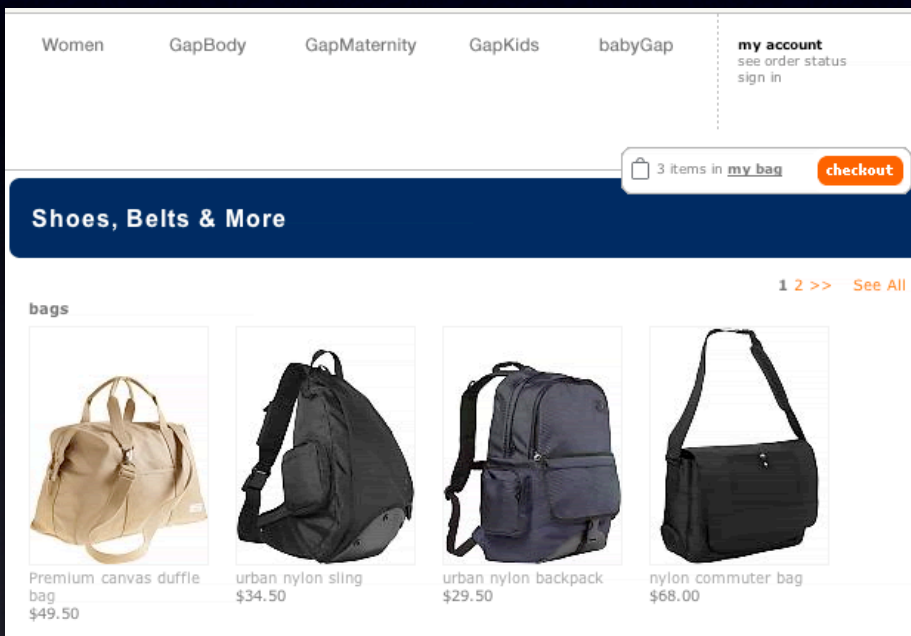 Women GapBody GapMaternity GapKids babyGap
my account
see order status
sign in
3 items in my bag checkout
Shoes, Belts & More
1 2 >> See All
bags
Premium canvas duffle
bag
$49.50
urban nylon sling
$34.50
urban nylon backpack
$29.50
nylon commuter bag
$68.00